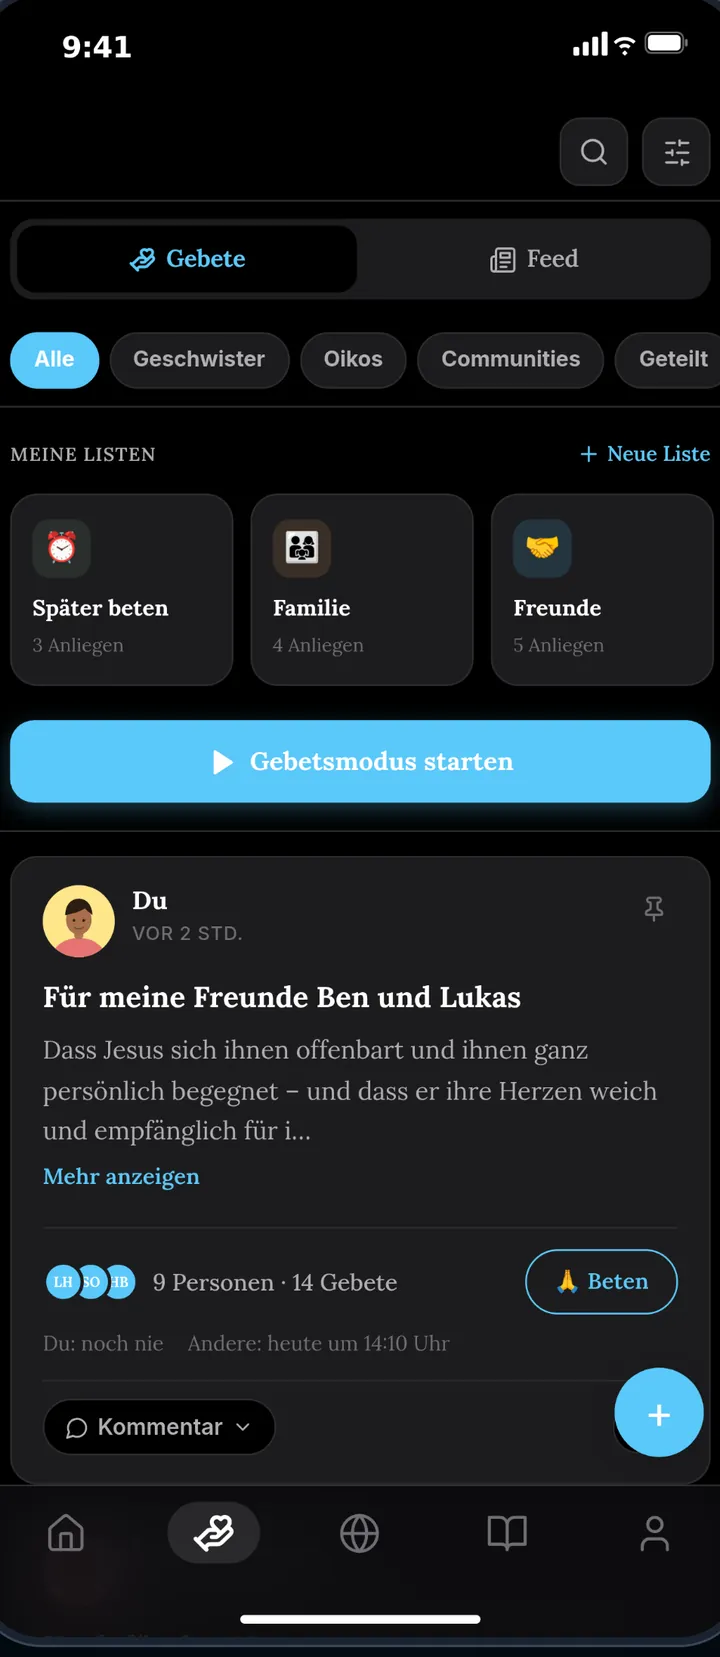 9:41
Gebete
Feed
Alle
Geschwister
Oikos
Communities
Geteilt
MEINE LISTEN
+ Neue Liste
Später beten
3 Anliegen
Familie
4 Anliegen
Freunde
5 Anliegen
Gebetsmodus starten
Du
VOR 2 STD.
Für meine Freunde Ben und Lukas
Dass Jesus sich ihnen offenbart und ihnen ganz
persönlich begegnet – und dass er ihre Herzen weich
und empfänglich für i...
Mehr anzeigen
LH SO HB 9 Personen · 14 Gebete
🙏 Beten
Du: noch nie Andere: heute um 14:10 Uhr
Kommentar
+